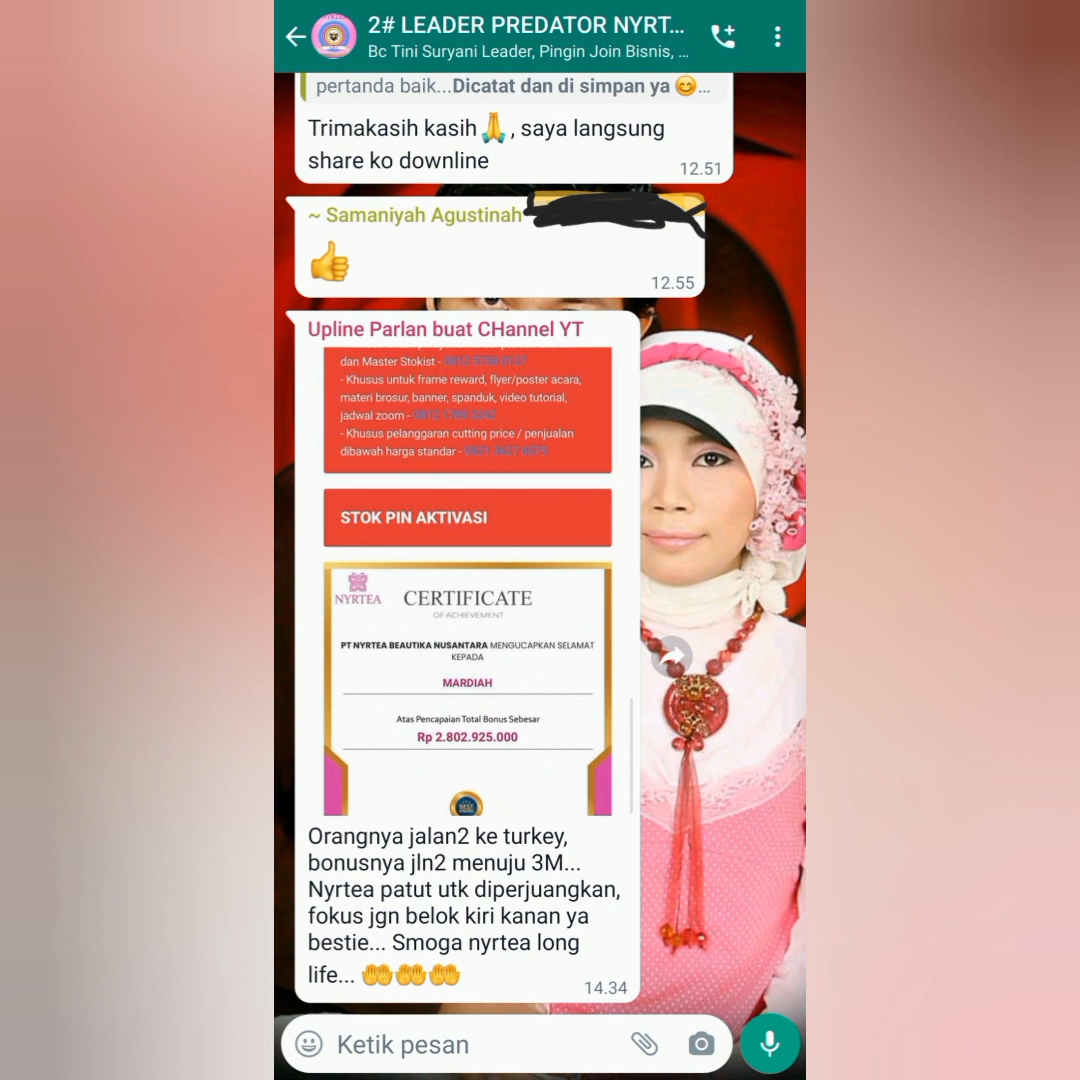 2# LEADER PREDATOR NYRT...
Bc Tini Suryani Leader, Pingin Join Bisnis, ...
pertanda baik...Dicatat dan di simpan ya 😊...
Trimakasih kasih🙏, saya langsung
share ko downline
12.51
~ Samaniyah Agustinah
👍
12.55
Upline Parlan buat CHannel YT
dan Master Stokist -
- Khusus untuk frame reward, flyer/poster acara,
materi brosur, banner, spanduk, video tutorial,
jadwal zoom -
- Khusus pelanggaran cutting price / penjualan
dibawah harga standar -
STOK PIN AKTIVASI
NYRTEA
CERTIFICATE
OF ACHIEVEMENT
PT NYRTEA BEAUTIKA NUSANTARA MENGUCAPKAN SELAMAT
KEPADA
MARDIAH
Atas Pencapaian Total Bonus Sebesar
Rp 2.802.925.000
BEST
Orangnya jalan2 ke turkey,
bonusnya jln2 menuju 3M...
Nyrtea patut utk diperjuangkan,
fokus jgn belok kiri kanan ya
bestie... Smoga nyrtea long
life... 🤲🤲🤲
14.34
Ketik pesan